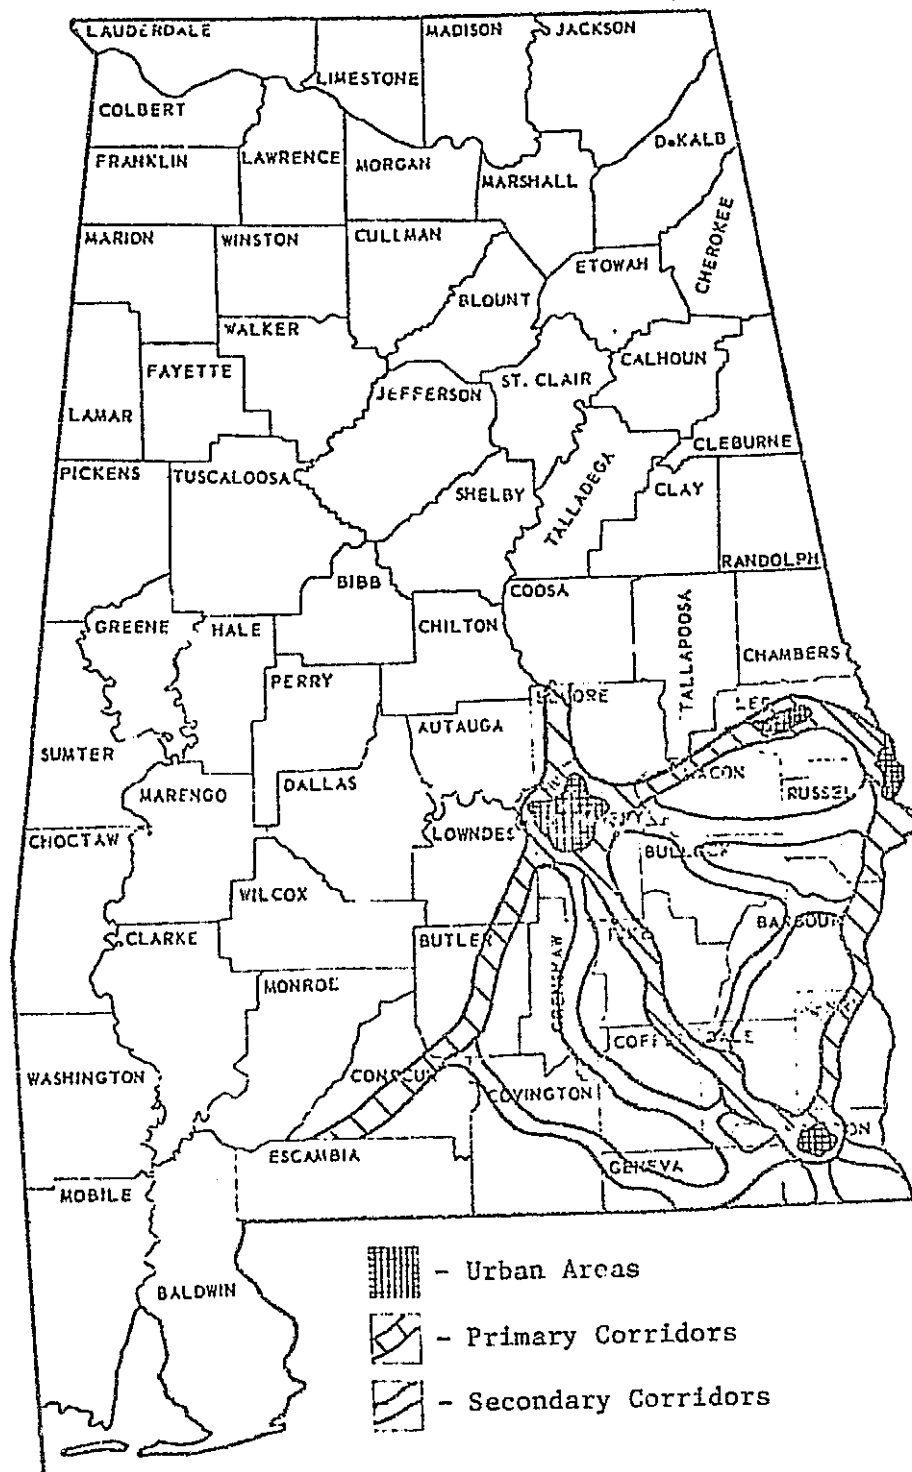 LAUDERDALE
LIMESTONE
MADISON
JACKSON
COLBERT
FRANKLIN
LAWRENCE
MORGAN
MARSHALL
DeKALB
MARION
WINSTON
CULLMAN
ETOWAH
CHEROKEE
BLOUNT
WALKER
FAYETTE
LAMAR
JEFFERSON
ST. CLAIR
CALHOUN
CLEBURNE
PICKENS
TUSCALOOSA
SHELBY
TALLADEGA
CLAY
RANDOLPH
BIBB
COOSA
GREENE
HALE
CHILTON
TALLAPOOSA
CHAMBERS
PERRY
AUTAUGA
SUMTER
MARENGO
DALLAS
RUSSEL
CHOCTAW
LOWNDES
WILCOX
CLARKE
BUTLER
CRENSHAW
MONROE
WASHINGTON
COVINGTON
ESCAMBIA
GENEVA
MOBILE
BALDWIN
- Urban Areas
- Primary Corridors
- Secondary Corridors